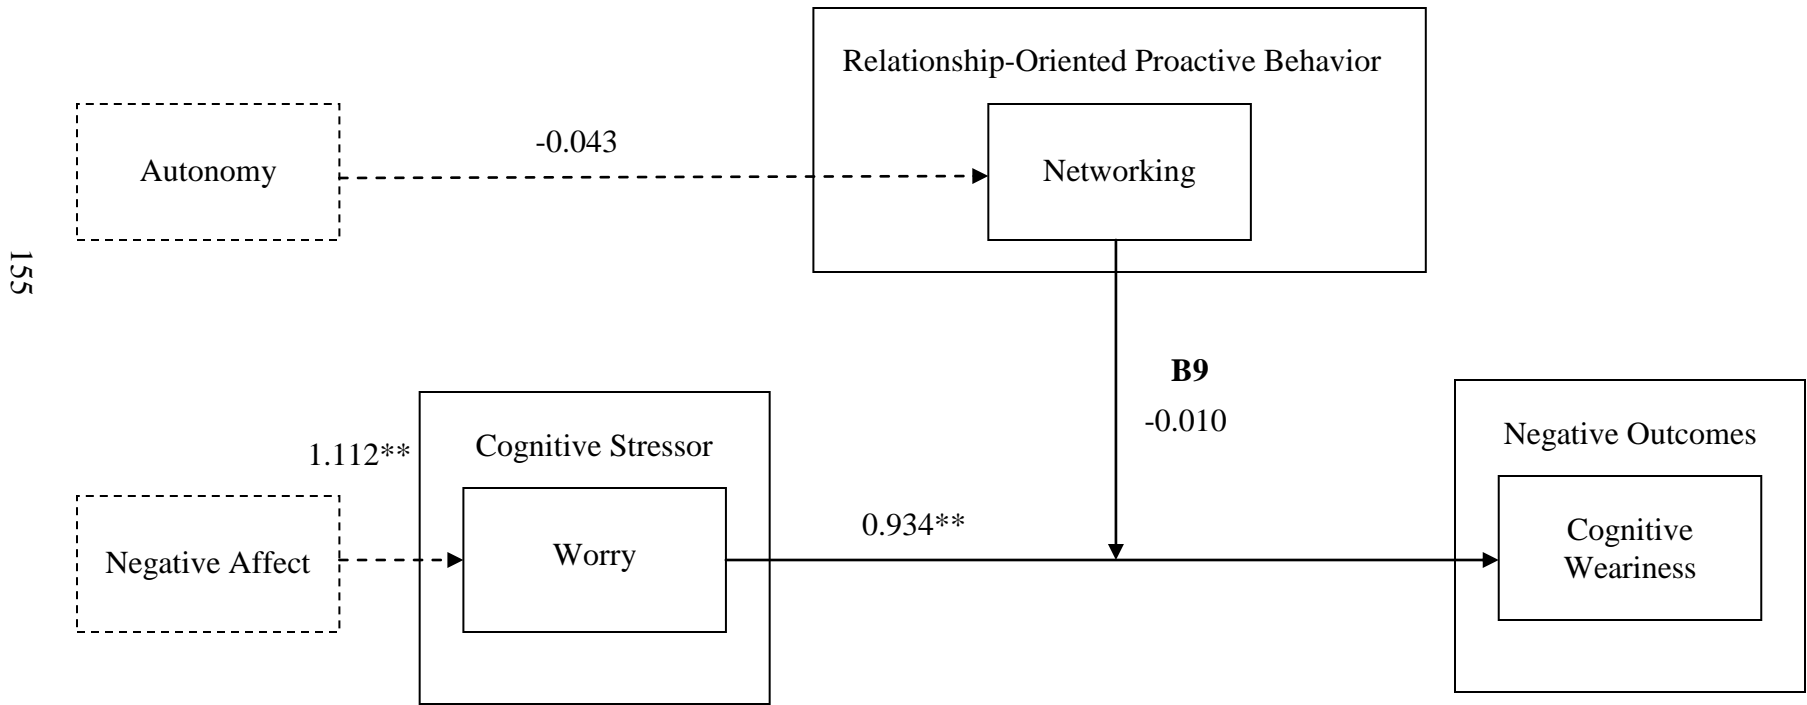 Relationship-Oriented Proactive Behavior
-0.043
Autonomy
Networking
155
B9
-0.010
1.112**
Cognitive Stressor
Negative Outcomes
0.934**
Negative Affect
Worry
Cognitive
Weariness